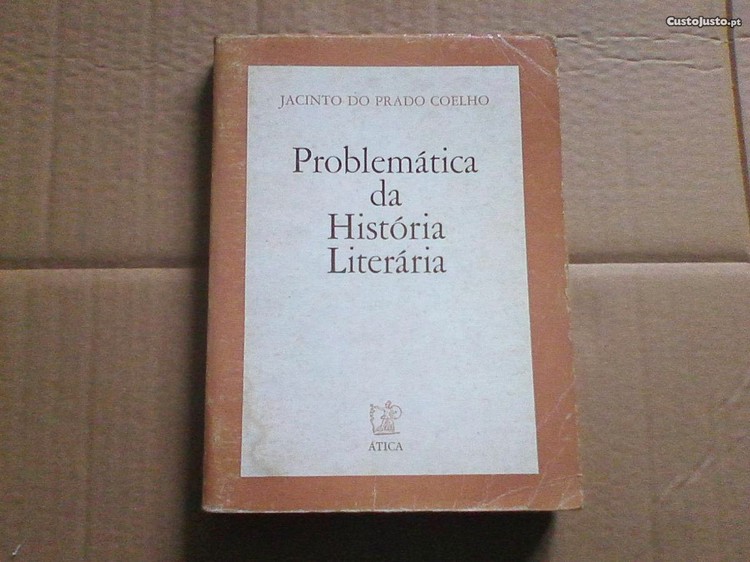 CustoJusto.pt
JACINTO DO PRADO COELHO
Problemática
da
História
Literária
ÁTICA